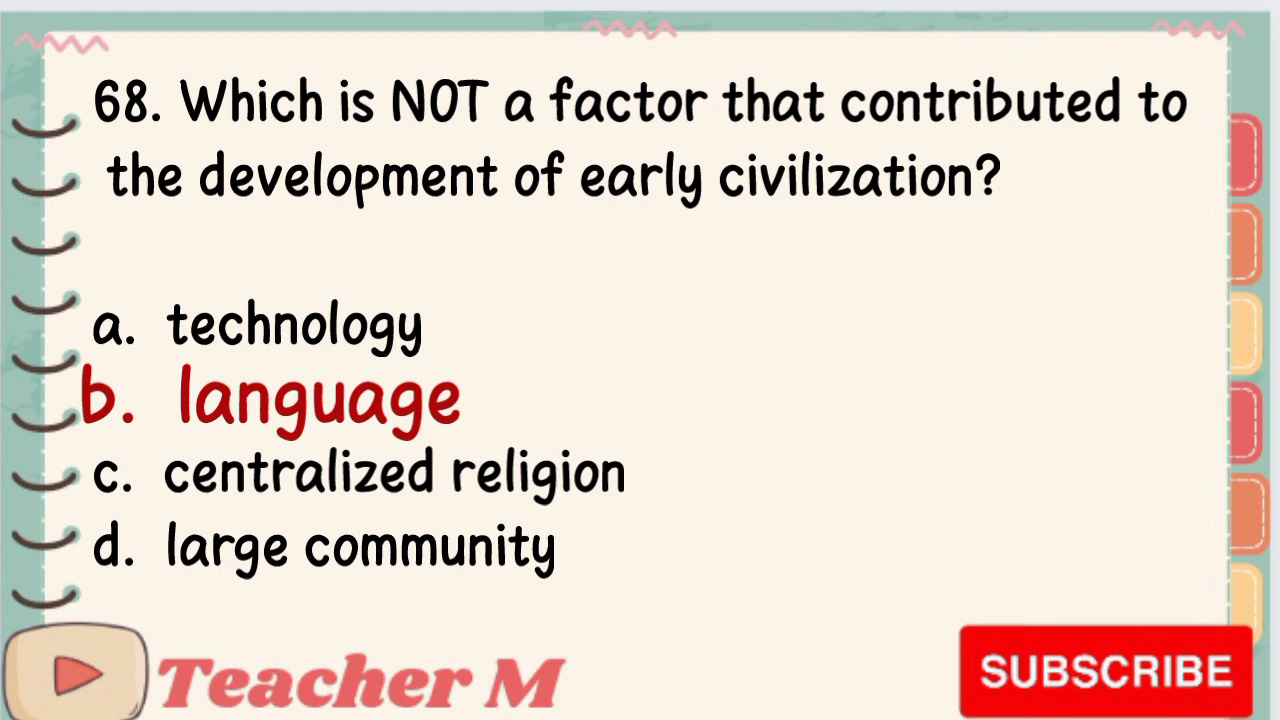 68. Which is NOT a factor that contributed to
the development of early civilization?
a. technology
b. language
c. centralized religion
d. large community
Teacher M
SUBSCRIBE